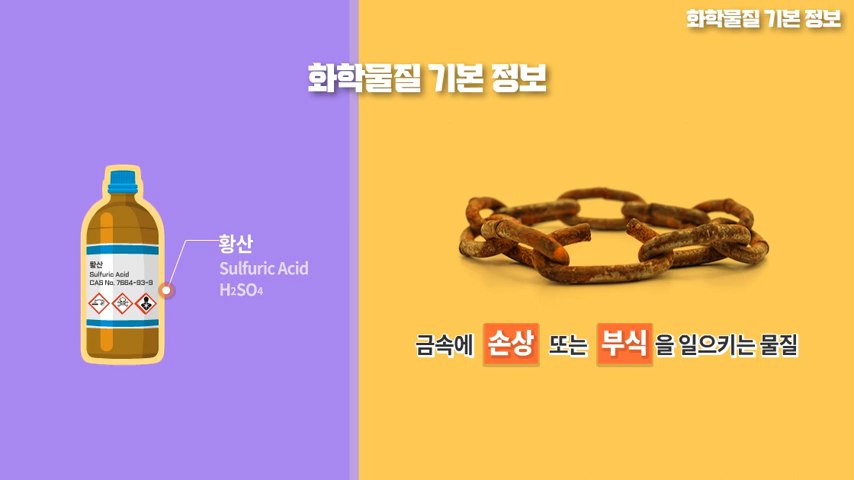 화학물질 기본 정보
화학물질 기본 정보
황산
Sulfuric Acid
H2SO4
황산
Sulfuric Acid
CAS No. 7664-93-9
금속에 손상 또는 부식을 일으키는 물질